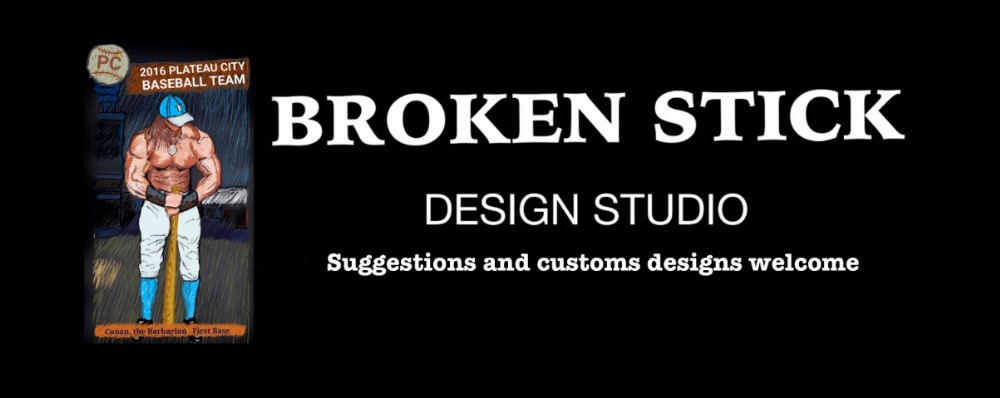 PC
2016 PLATEAU CITY
BASEBALL TEAM
Conan, the Barbarian First Base
BROKEN STICK
DESIGN STUDIO
Suggestions and customs designs welcome